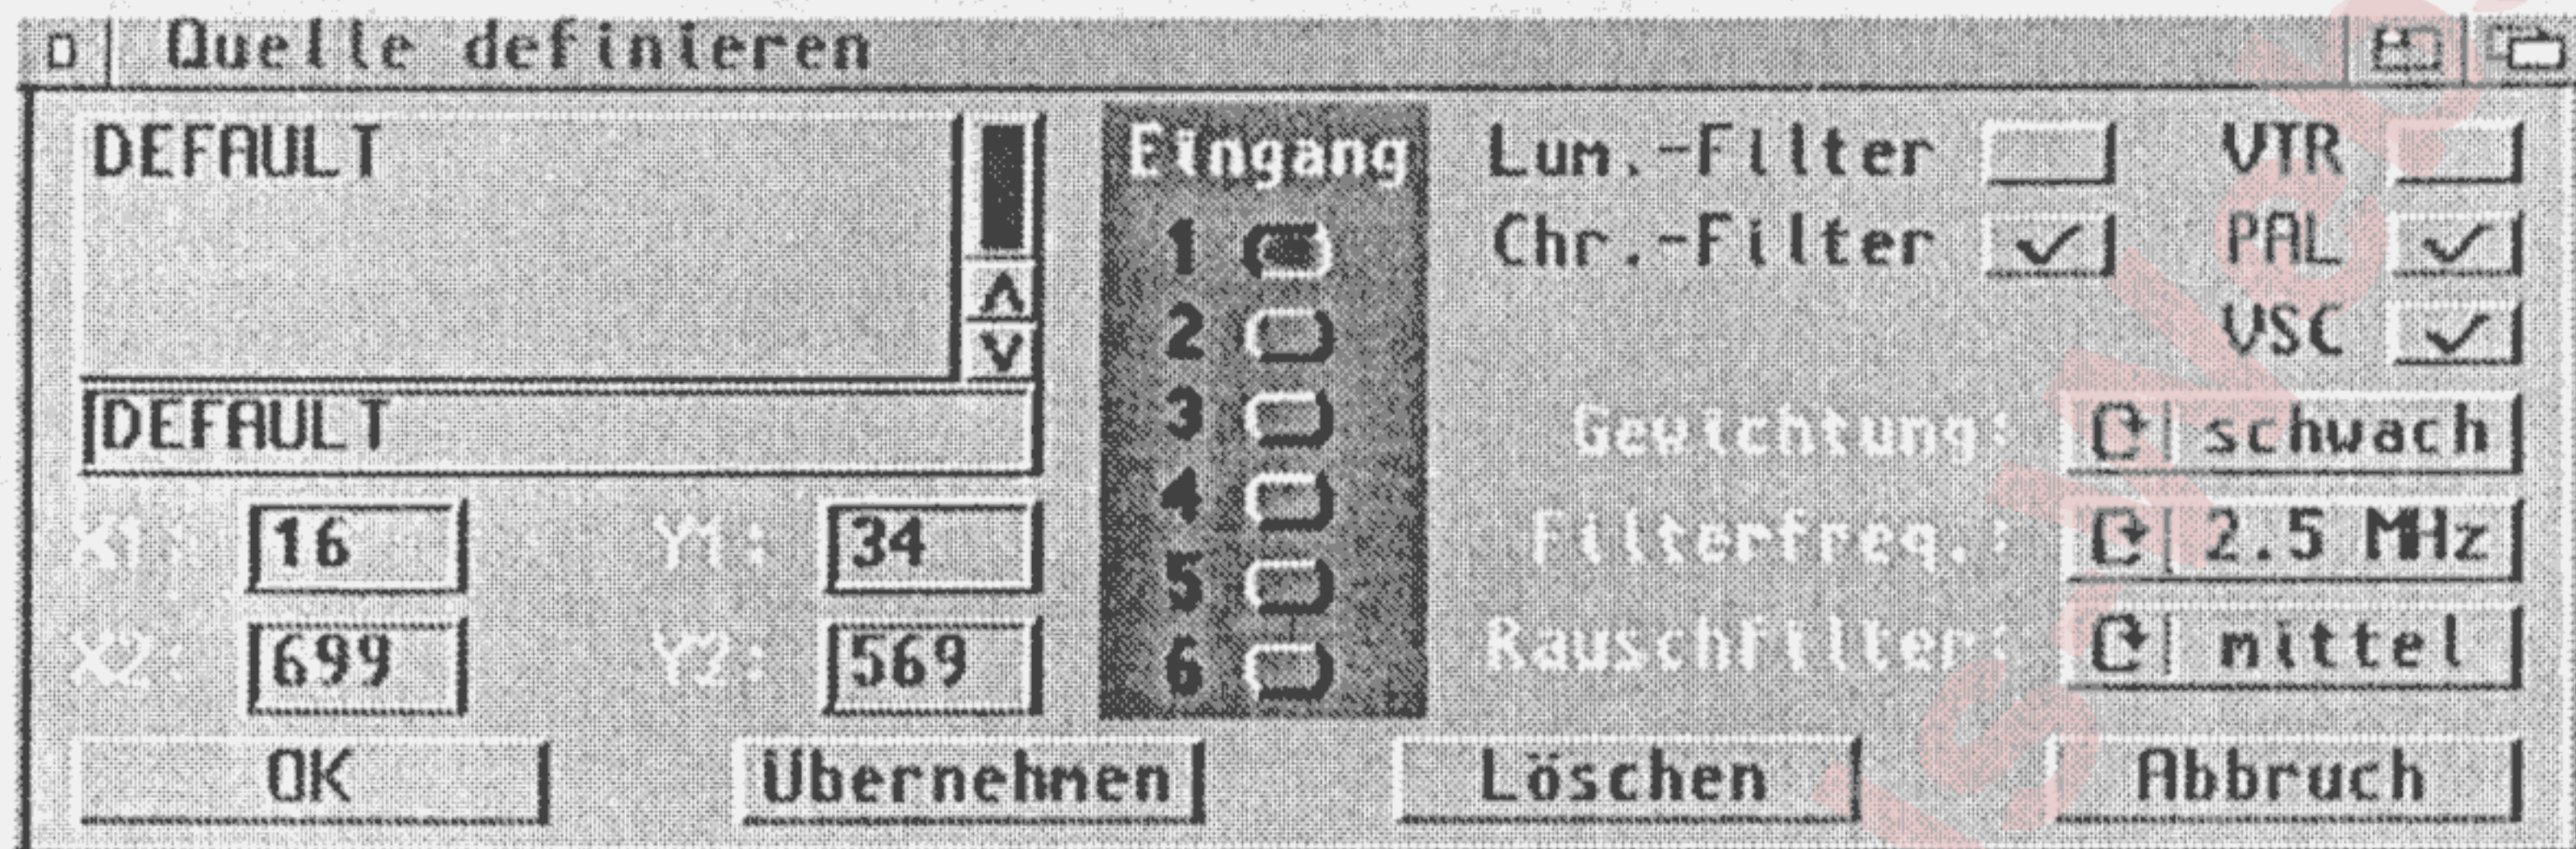 Quelle definieren
DEFAULT
DEFAULT
X1: 16 Y1: 34
X2: 699 Y2: 569
Eingang
1
2
3
4
5
6
Lum.-Filter VTR
Chr.-Filter PAL
VSC
Gewichtung: schwach
Filterfreq.: 2.5 MHz
Rauschfilter: mittel
OK Übernehmen Löschen Abbruch